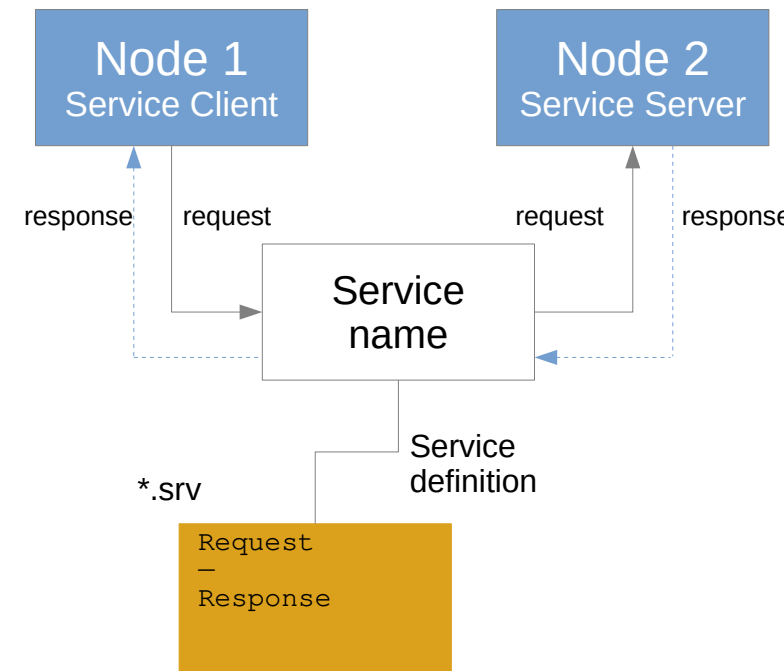 Node 1
Service Client
Node 2
Service Server
response
request
request
response
Service
name
Service
definition
*.srv
Request
—
Response